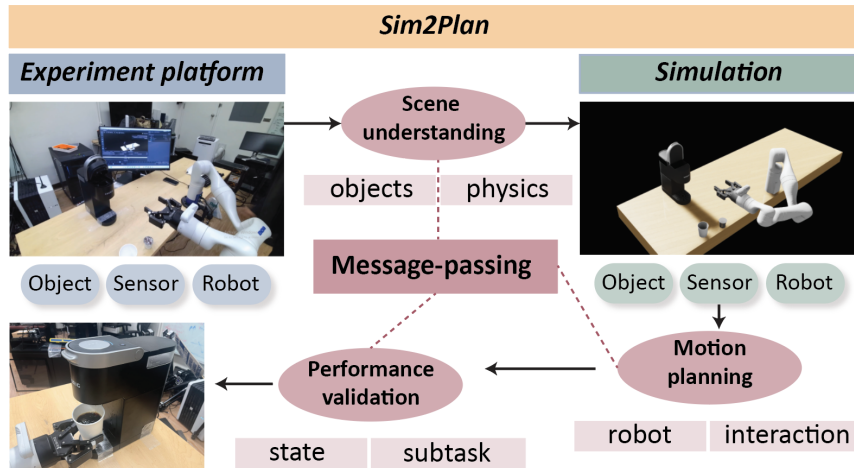 Sim2Plan
Experiment platform
Simulation
Scene
understanding
objects
physics
Message-passing
Object
Sensor
Robot
Object
Sensor
Robot
Motion
planning
Performance
validation
robot
interaction
state
subtask